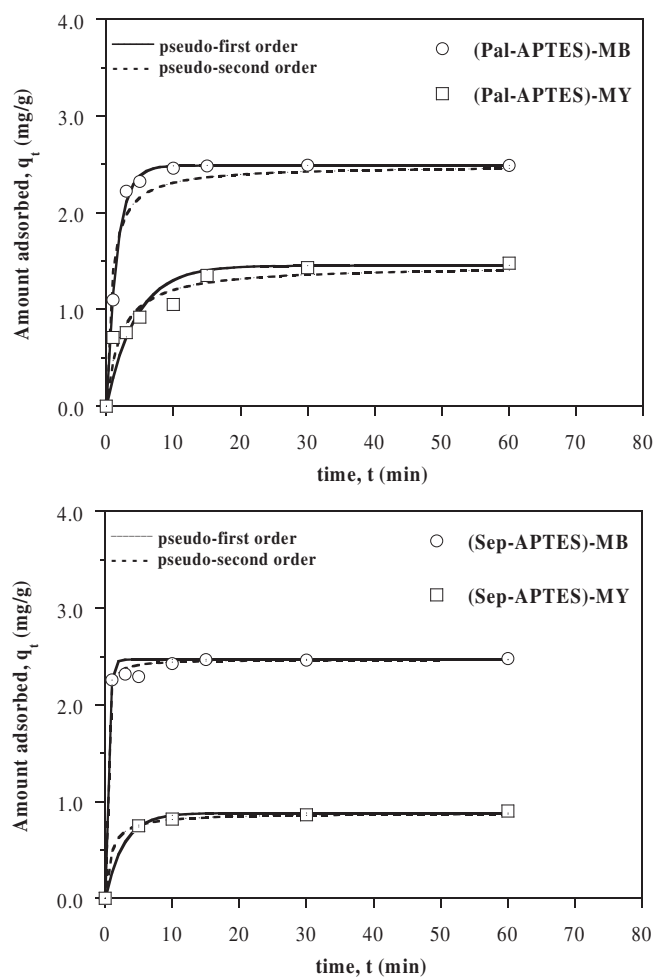 4.0
pseudo-first order
pseudo-second order
(Pal-APTES)-MB
(Pal-APTES)-MY
3.0
2.0
1.0
0.0
Amount adsorbed, q_t (mg/g)
0 10 20 30 40 50 60 70 80
time, t (min)
4.0
pseudo-first order
pseudo-second order
(Sep-APTES)-MB
(Sep-APTES)-MY
3.0
2.0
1.0
0.0
Amount adsorbed, q_t (mg/g)
0 10 20 30 40 50 60 70 80
time, t (min)